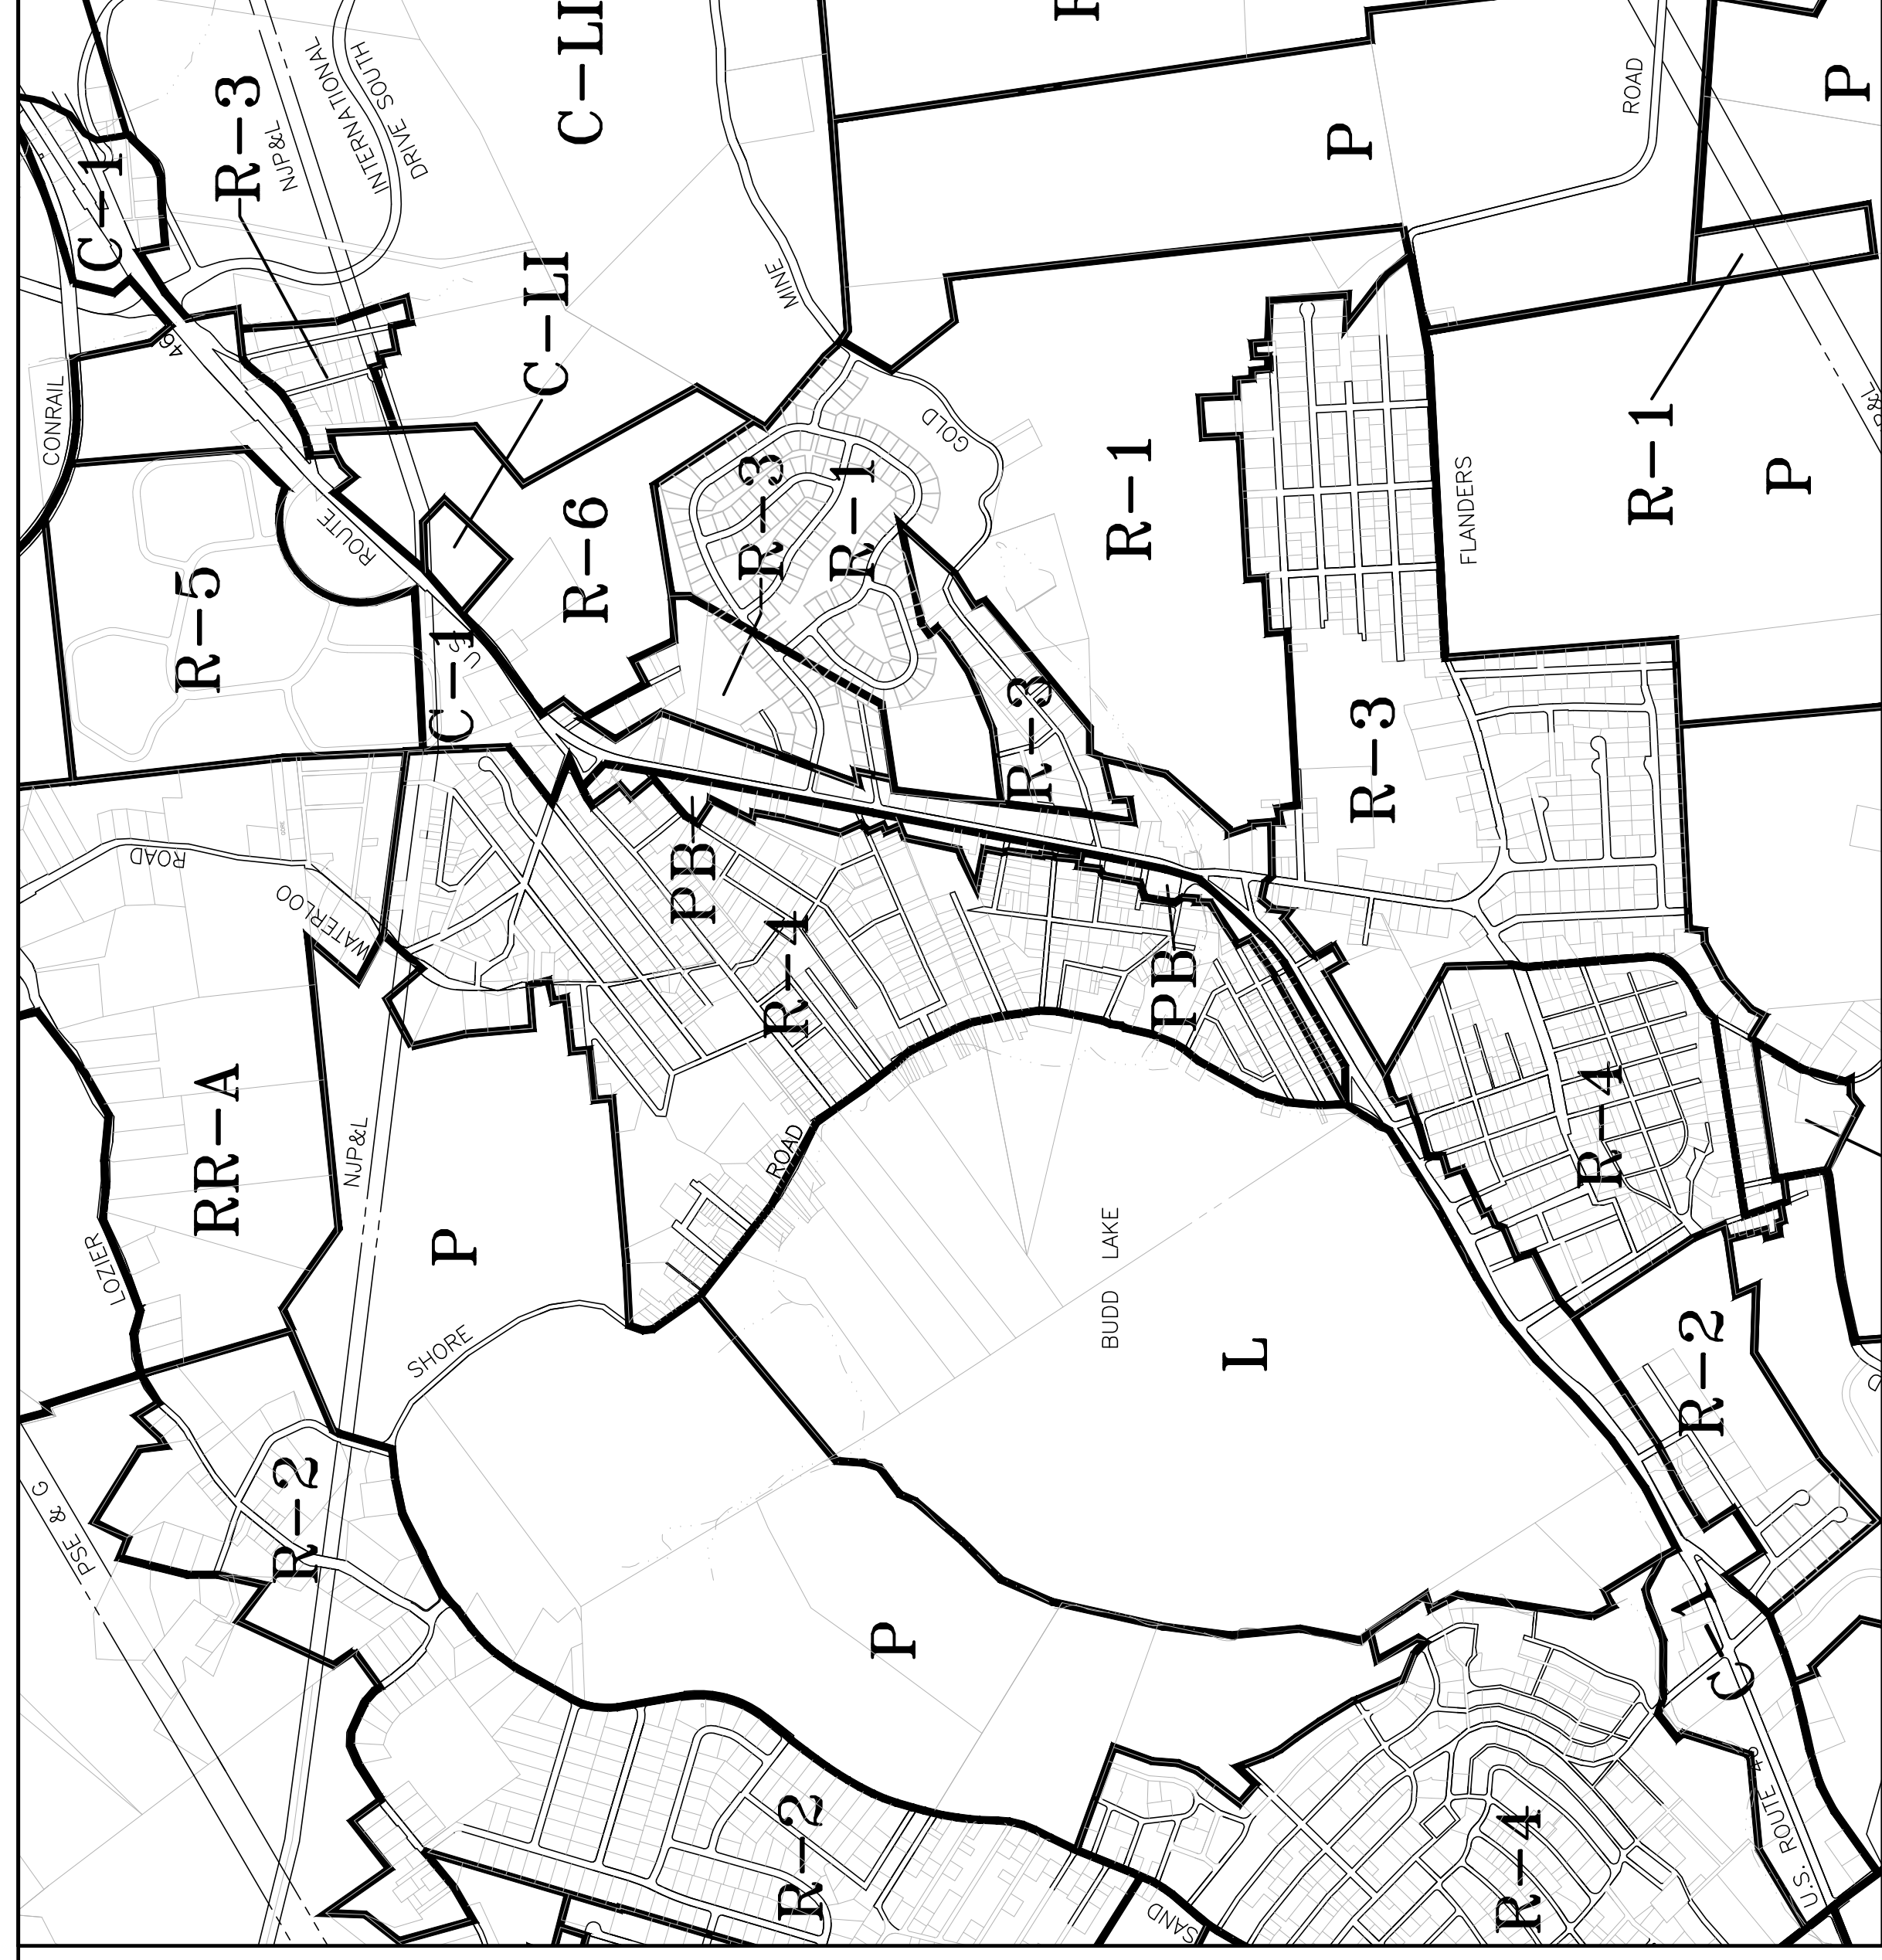 C-LI
R-3
NJP&L
INTERNATIONAL
DRIVE SOUTH
C-1
P
ROAD
P
C-LI
MINE
46
CONRAIL
R-3
R-1
GOLD
R-1
R-1
P
FLANDERS
ROUTE
R-6
R-5
C-1
U.S.
R-3
R-3
ROAD
WATERLOO
PB
R-4
PB
RR-A
NJP&L
P
ROAD
R-4
LOZIER
SHORE
BUDD LAKE
L
R-2
PSE & G
R-2
P
C-1
R-2
R-4
SAND
U.S. ROUTE 46